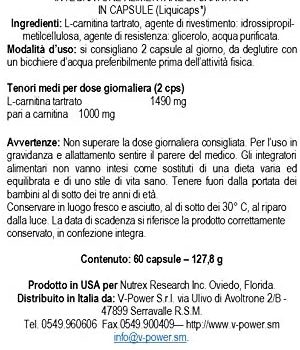 IN CAPSULE (Liquicaps*)
Ingredienti: L-carnitina tartrato, agente di rivestimento: idrossipropil-
meticellulosa, agente di resistenza: glicerolo, acqua purificata.
Modalità d'uso: si consigliano 2 capsule al giorno, da deglutire con
un bicchiere d'acqua preferibilmente prima dell'attività fisica.
Tenori medi per dose giornaliera (2 cps)
L-carnitina tartrato 1490 mg
pari a carnitina 1000 mg
Avvertenze: Non superare la dose giornaliera consigliata. Per l'uso in
gravidanza e allattamento sentire il parere del medico. Gli integratori
alimentari non vanno intesi come sostituti di una dieta varia ed
equilibrata e di uno stile di vita sano. Tenere fuori dalla portata dei
bambini al di sotto dei tre anni di età.
Conservare in luogo fresco e asciutto, al di sotto dei 30° C, al riparo
dalla luce. La data di scadenza si riferisce la prodotto correttamente
conservato, in confezione integra.
Contenuto: 60 capsule – 127,8 g
Prodotto in USA per Nutrex Research Inc. Oviedo, Florida.
Distribuito in Italia da: V-Power S.r.l. via Ulivo di Avoltrone 2/B -
47899 Serravalle R.S.M.
Tel. 0549.960606 Fax 0549.900409— http://www.v-power.sm
info@v-power.sm.